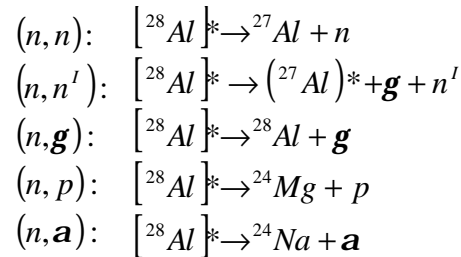 (n, n): [²⁸Al]*→²⁷Al + n
(n, nᴵ): [²⁸Al]* → (²⁷Al)*+g + nᴵ
(n, g): [²⁸Al]*→²⁸Al + g
(n, p): [²⁸Al]*→²⁴Mg + p
(n, a): [²⁸Al]*→²⁴Na + a